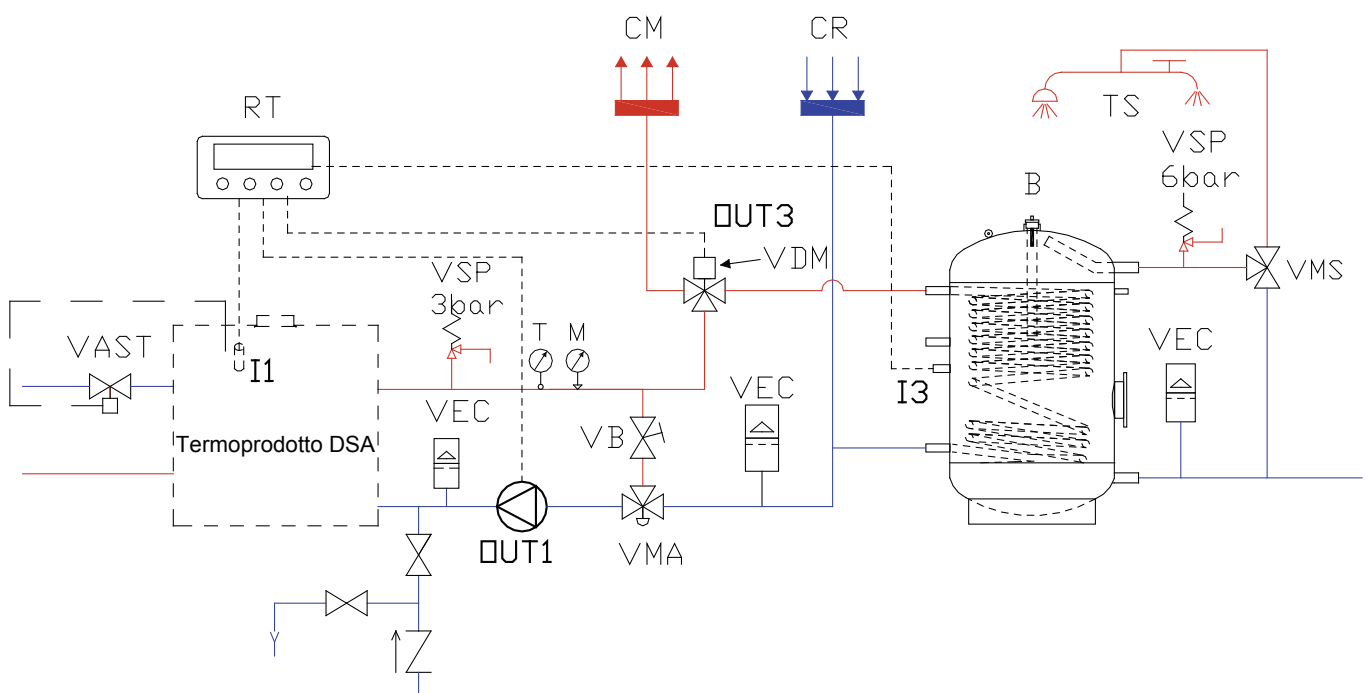 CM
CR
RT
TS
VSP
6bar
B
OUT3
VDM
VMS
VSP
3bar
VAST
T
M
I1
VEC
VEC
VEC
I3
VB
Termoprodotto DSA
OUT1
VMA